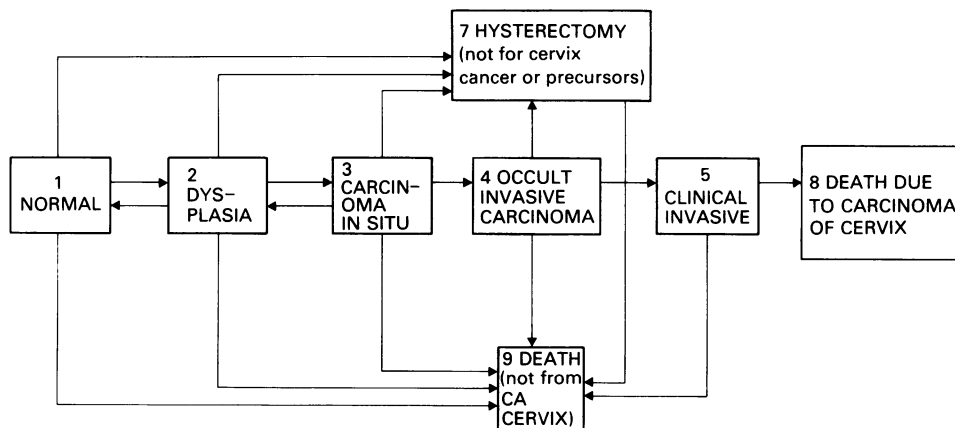 7 HYSTERECTOMY
(not for cervix
cancer or precursors)
1
NORMAL
2
DYS–
PLASIA
3
CARCIN–
OMA
IN SITU
4 OCCULT
INVASIVE
CARCINOMA
5
CLINICAL
INVASIVE
8 DEATH DUE
TO CARCINOMA
OF CERVIX
9 DEATH
(not from
CA
CERVIX)